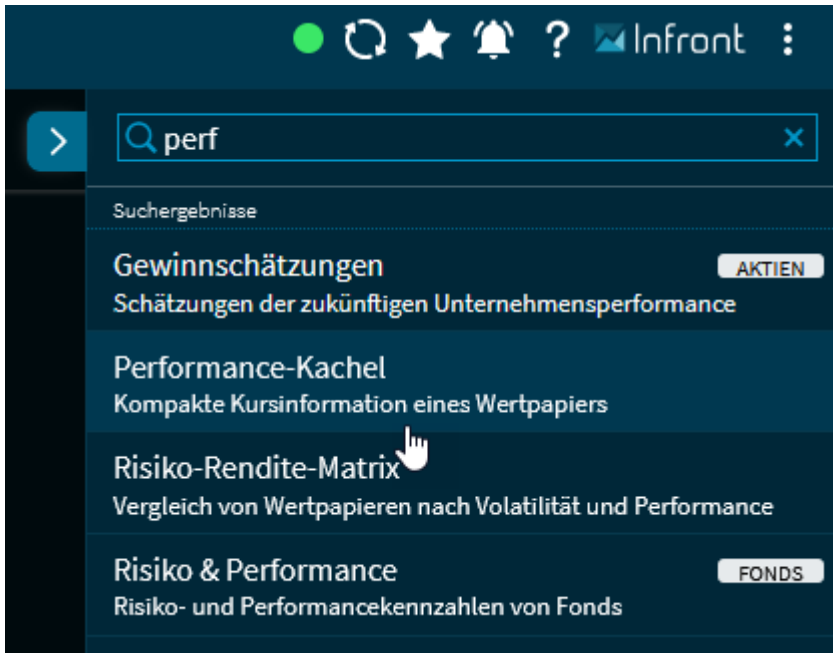 ? Infront
perf
Suchergebnisse
Gewinnschätzungen AKTIEN
Schätzungen der zukünftigen Unternehmensperformance
Performance-Kachel
Kompakte Kursinformation eines Wertpapiers
Risiko-Rendite-Matrix
Vergleich von Wertpapieren nach Volatilität und Performance
Risiko & Performance FONDS
Risiko- und Performancekennzahlen von Fonds